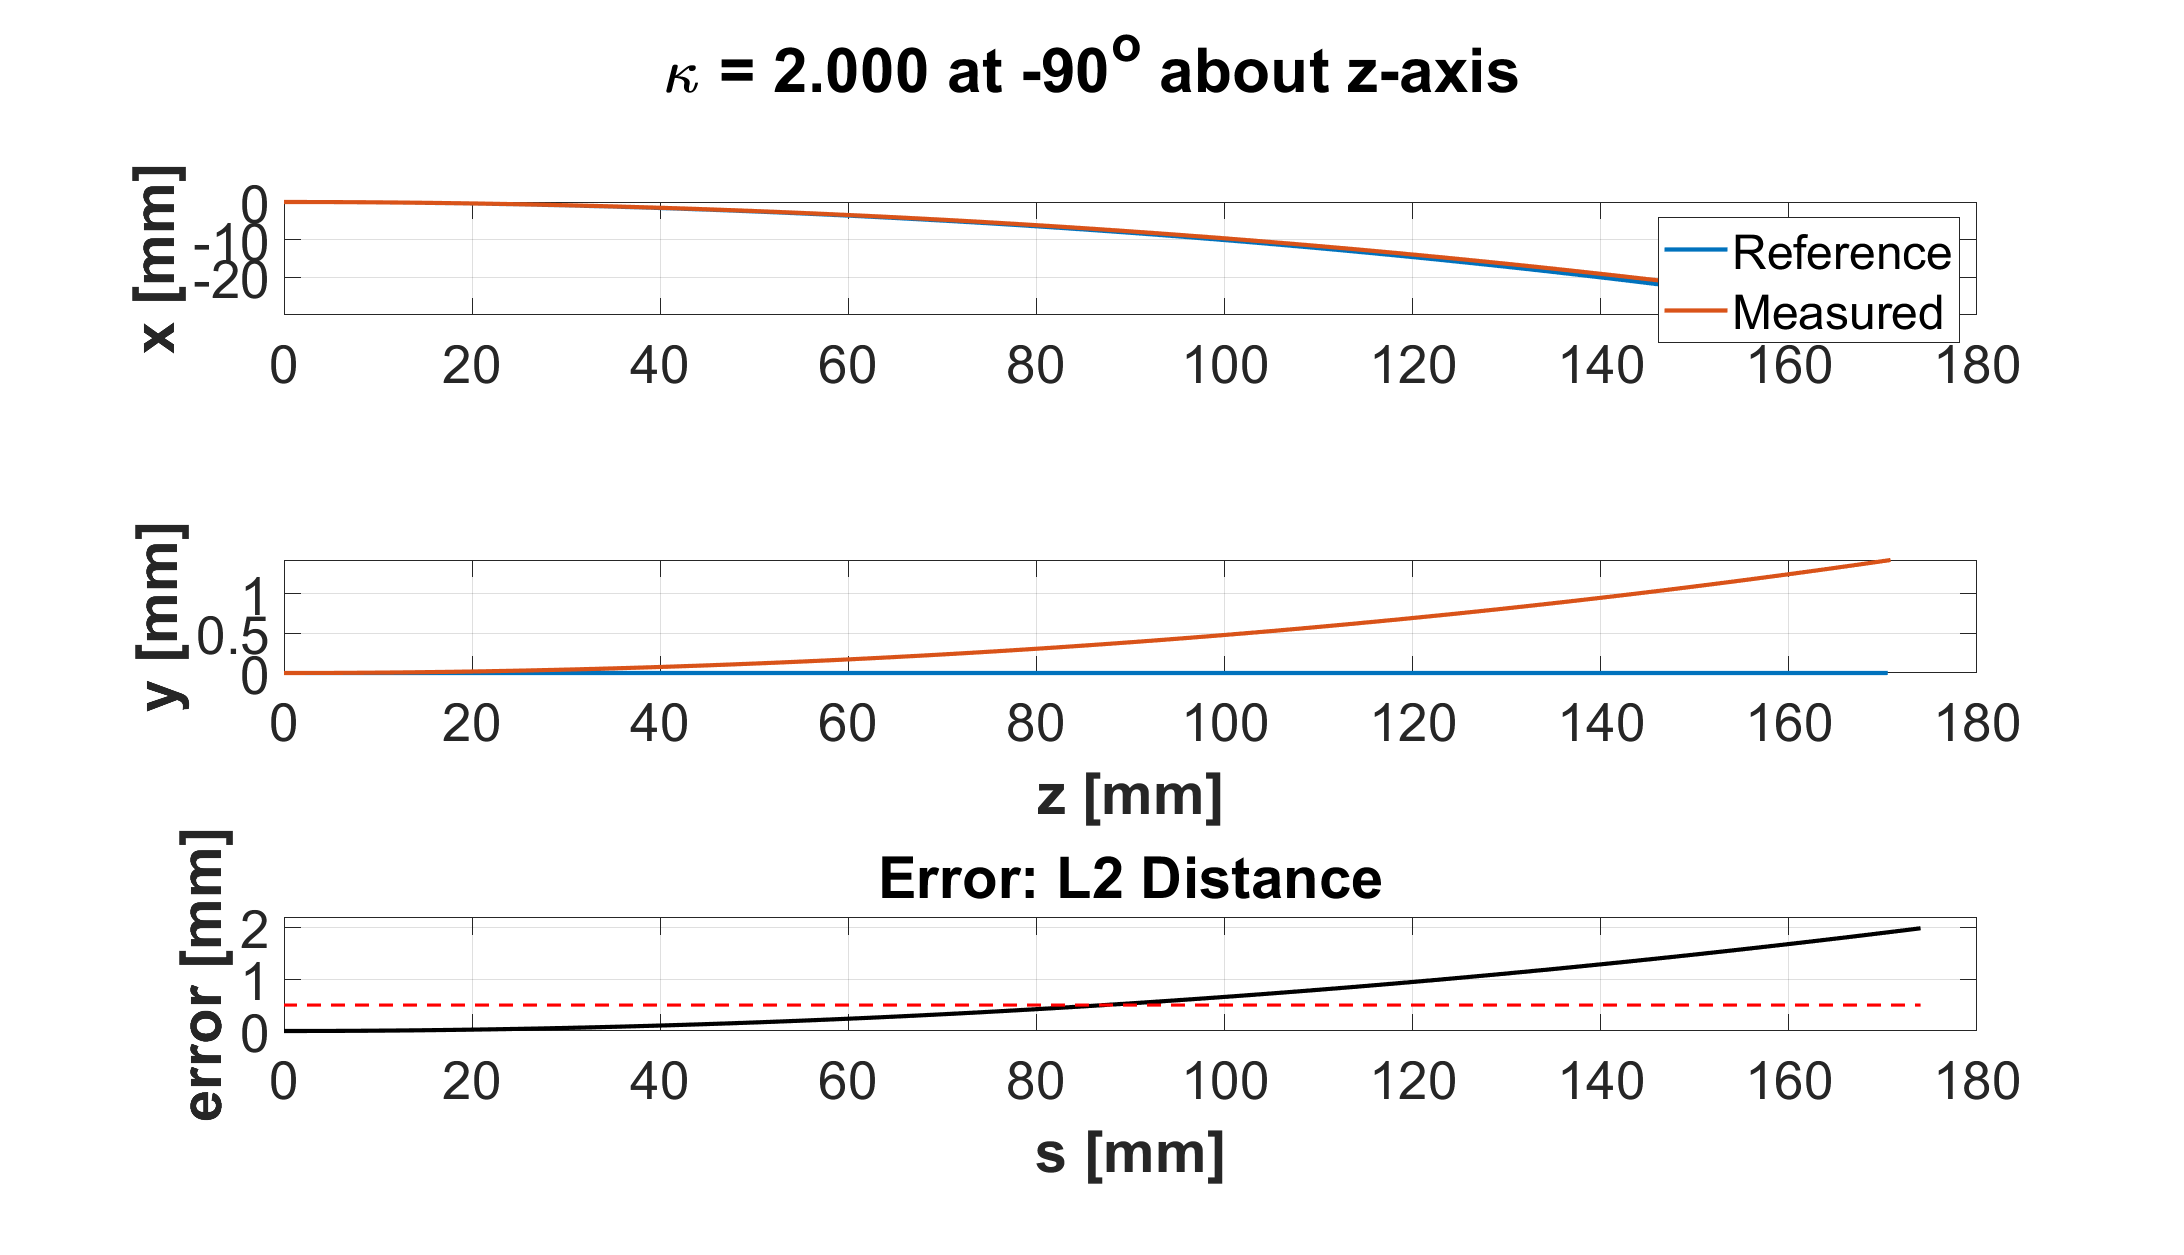 κ = 2.000 at -90° about z-axis
x [mm]
0
-10
-20
Reference
Measured
0 20 40 60 80 100 120 140 160 180
y [mm]
1
0.5
0
0 20 40 60 80 100 120 140 160 180
z [mm]
Error: L2 Distance
error [mm]
2
1
0
0 20 40 60 80 100 120 140 160 180
s [mm]